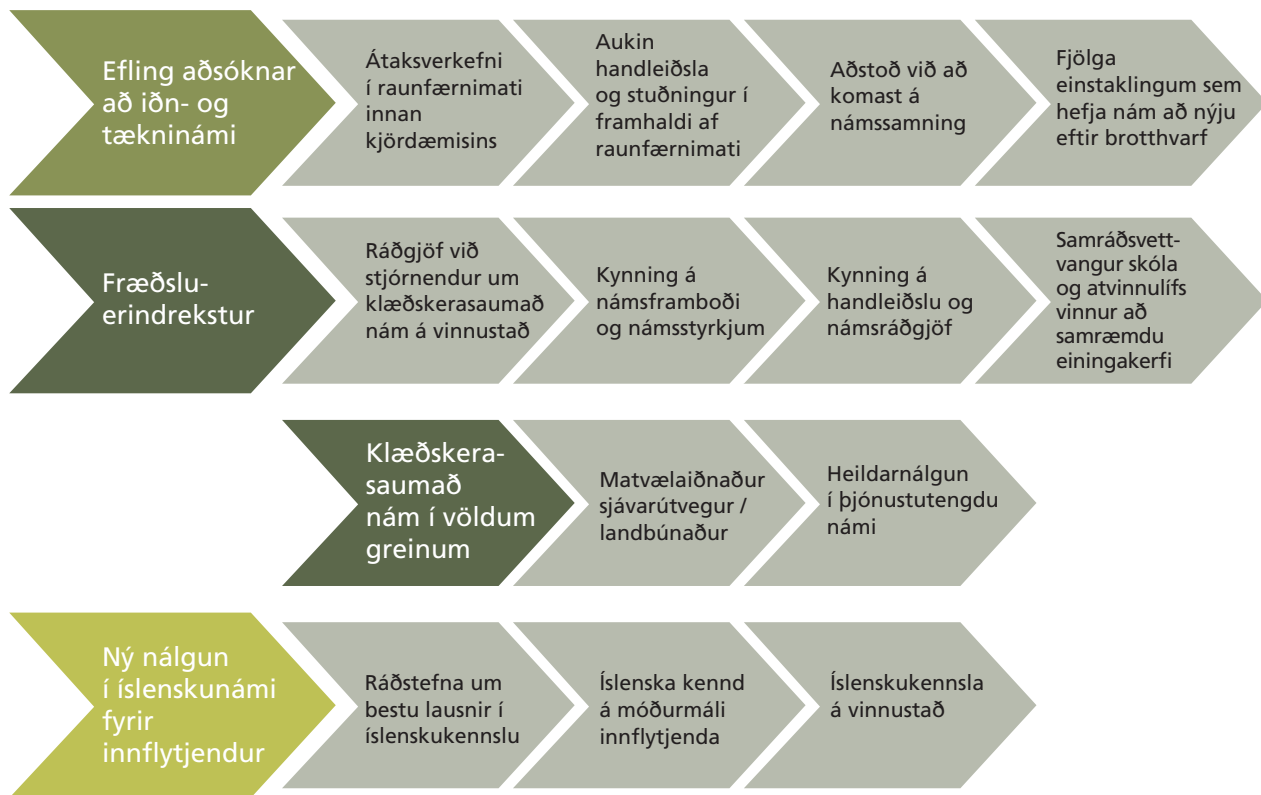 Efling aðsóknar
að iðn- og
tækninámi
Átaksverkefni
í raunfærnimati
innan
kjördæmisins
Aukin
handleiðsla
og stuðningur í
framhaldi af
raunfærnimati
Aðstoð við að
komast á
námssamning
Fjölga
einstaklingum sem
hefja nám að nýju
eftir brotthvarf
Fræðslu-
erindrekstur
Ráðgjöf við
stjórnendur um
klæðskerasaumað
nám á vinnustað
Kynning á
námsframboði
og námsstyrkjum
Kynning á
handleiðslu og
námsráðgjöf
Samráðsvett-
vangur skóla
og atvinnulífs
vinnur að
samræmdu
einingakerfi
Klæðskera-
saumað
nám í völdum
greinum
Matvælaiðnaður
sjávarútvegur /
landbúnaður
Heildarnálgun
í þjónustutengdu
námi
Ný nálgun
í íslenskunámi
fyrir
innflytjendur
Ráðstefna um
bestu lausnir í
íslenskukennslu
Íslenska kennd
á móðurmáli
innflytjenda
Íslenskukennsla
á vinnustað